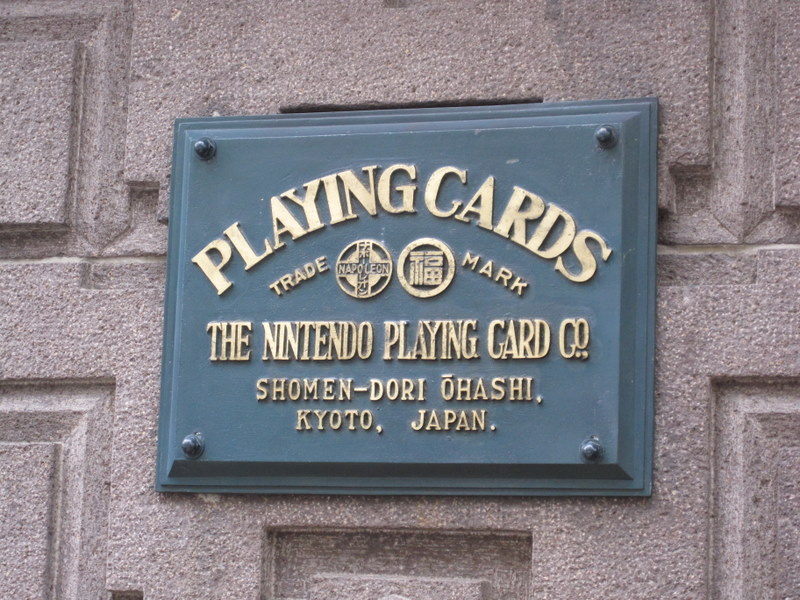 PLAYING CARDS
TRADE NAPOLEON 福 MARK
THE NINTENDO PLAYING CARD CO.
SHOMEN-DORI ŌHASHI,
KYOTO, JAPAN.